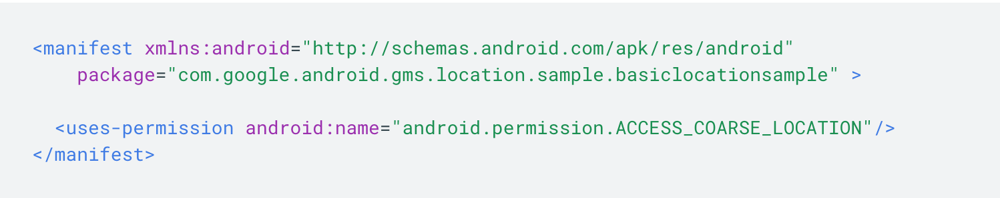 <manifest xmlns:android="http://schemas.android.com/apk/res/android"
    package="com.google.android.gms.location.sample.basiclocationsample" >

  <uses-permission android:name="android.permission.ACCESS_COARSE_LOCATION"/>
</manifest>